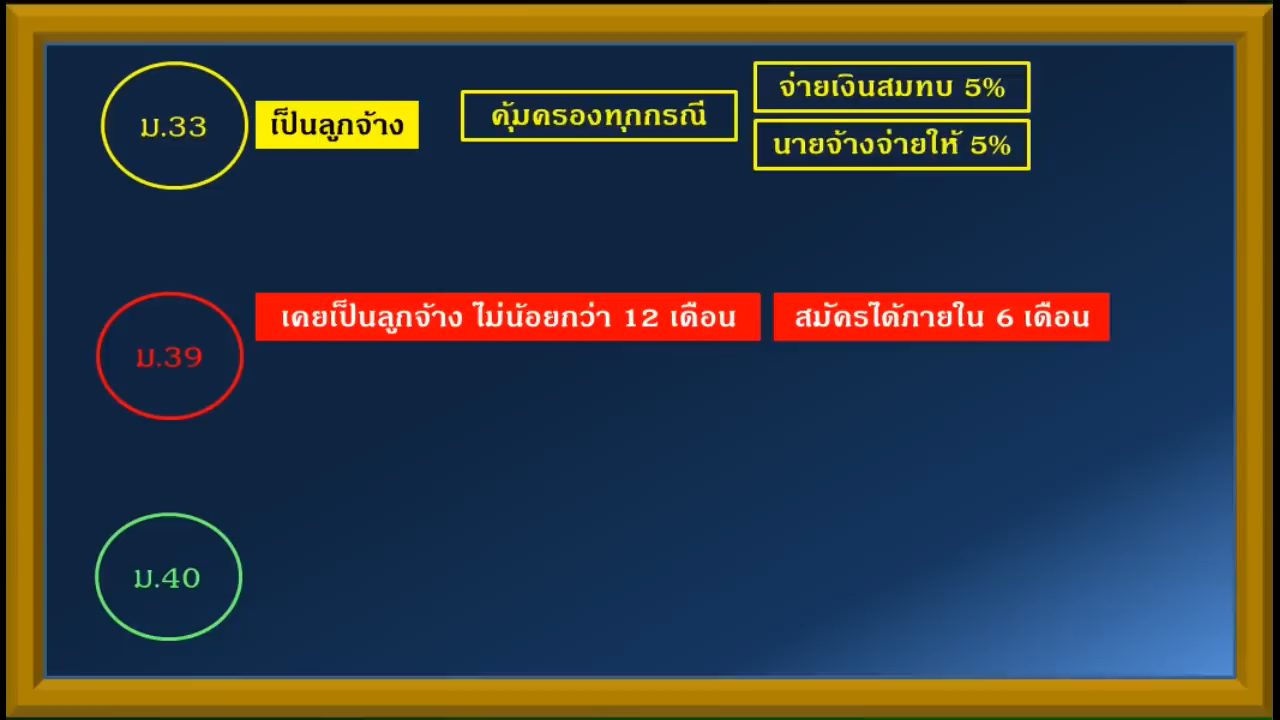 ม.33
เป็นลูกจ้าง
คุ้มครองทุกกรณี
จ่ายเงินสมทบ 5%
นายจ้างจ่ายให้ 5%
ม.39
เคยเป็นลูกจ้าง ไม่น้อยกว่า 12 เดือน
สมัครได้ภายใน 6 เดือน
ม.40